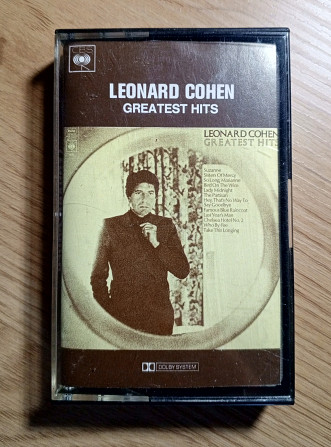 CBS
LEONARD COHEN
GREATEST HITS
LEONARD COHEN
GREATEST HITS
Suzanne
Sisters Of Mercy
So Long, Marianne
Bird On The Wire
Lady Midnight
The Partisan
Hey, That's No Way To
Say Goodbye
Famous Blue Raincoat
Last Year's Man
Chelsea Hotel No. 2
Who By Fire
Take This Longing
DOLBY SYSTEM